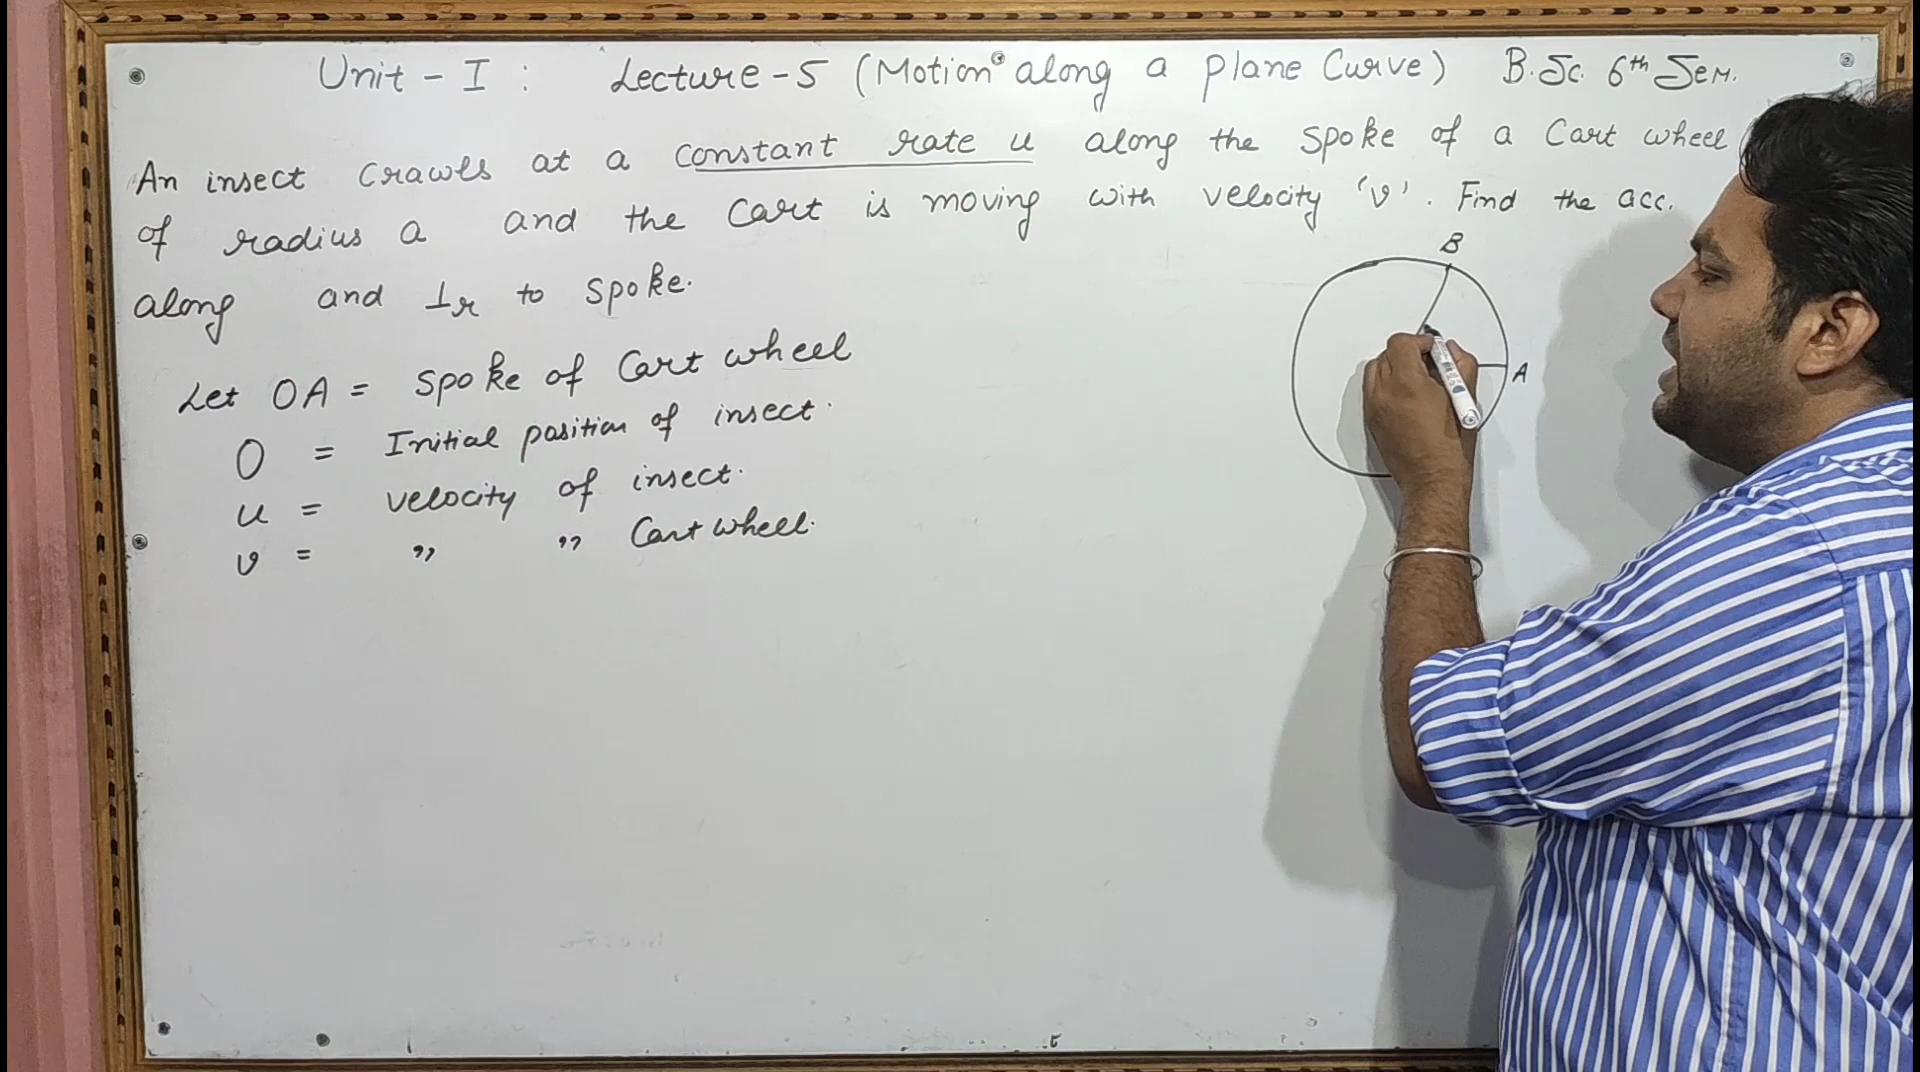 Unit - I : Lecture - 5 (Motion along a plane Curve) B.Sc. 6th Sem.
An insect crawls at a constant rate u along the spoke of a Cart wheel
of radius a and the Cart is moving with velocity 'v'. Find the acc.
along and ⊥r to spoke.
Let OA = spoke of Cart wheel
O = Initial position of insect.
u = velocity of insect.
v = ,, ,, Cart wheel.
B
A